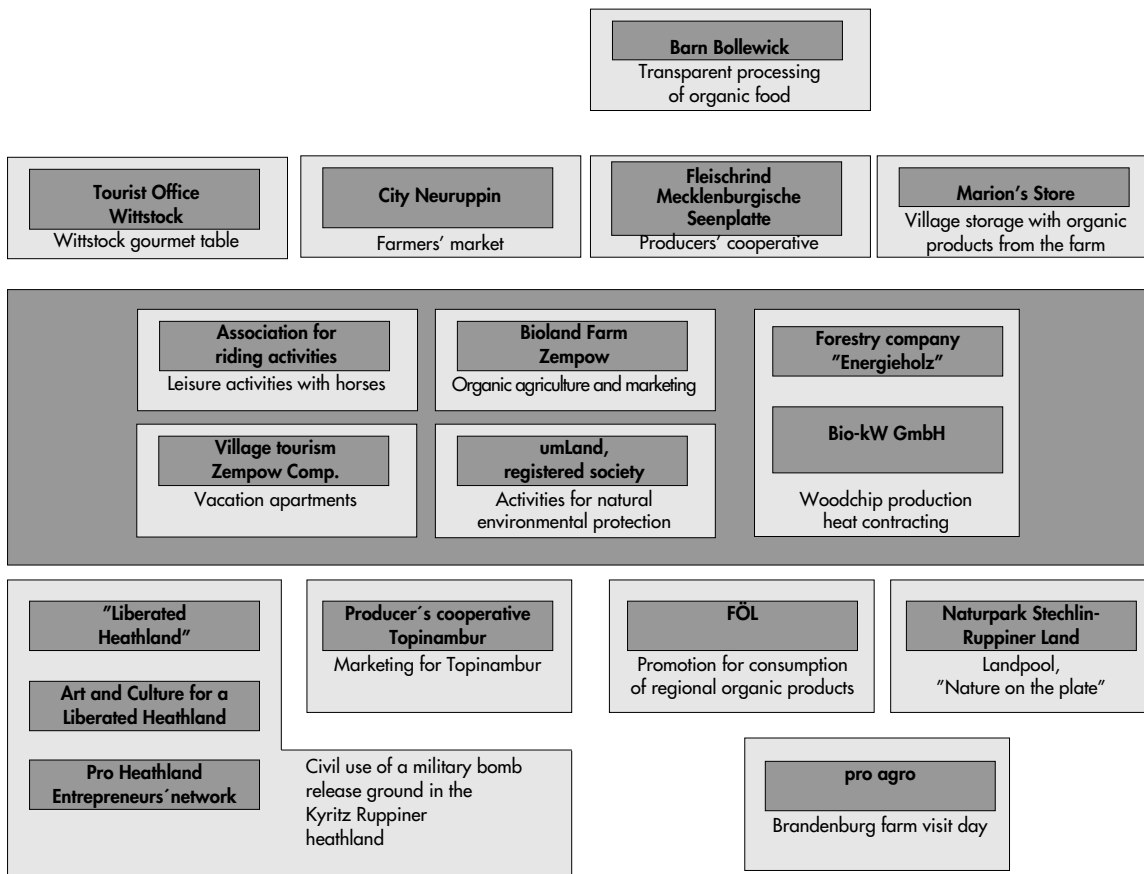 Barn Bollewick
Transparent processing
of organic food
Tourist Office
Wittstock
Wittstock gourmet table
City Neuruppin
Farmers’ market
Fleischrind
Mecklenburgische
Seenplatte
Producers’ cooperative
Marion’s Store
Village storage with organic
products from the farm
Association for
riding activities
Leisure activities with horses
Bioland Farm
Zempow
Organic agriculture and marketing
Forestry company
”Energieholz”
Bio-kW GmbH
Woodchip production
heat contracting
Village tourism
Zempow Comp.
Vacation apartments
umLand,
registered society
Activities for natural
environmental protection
”Liberated
Heathland”
Art and Culture for a
Liberated Heathland
Pro Heathland
Entrepreneurs´network
Civil use of a military bomb
release ground in the
Kyritz Ruppiner
heathland
Producer´s cooperative
Topinambur
Marketing for Topinambur
FÖL
Promotion for consumption
of regional organic products
Naturpark Stechlin-
Ruppiner Land
Landpool,
”Nature on the plate”
pro agro
Brandenburg farm visit day